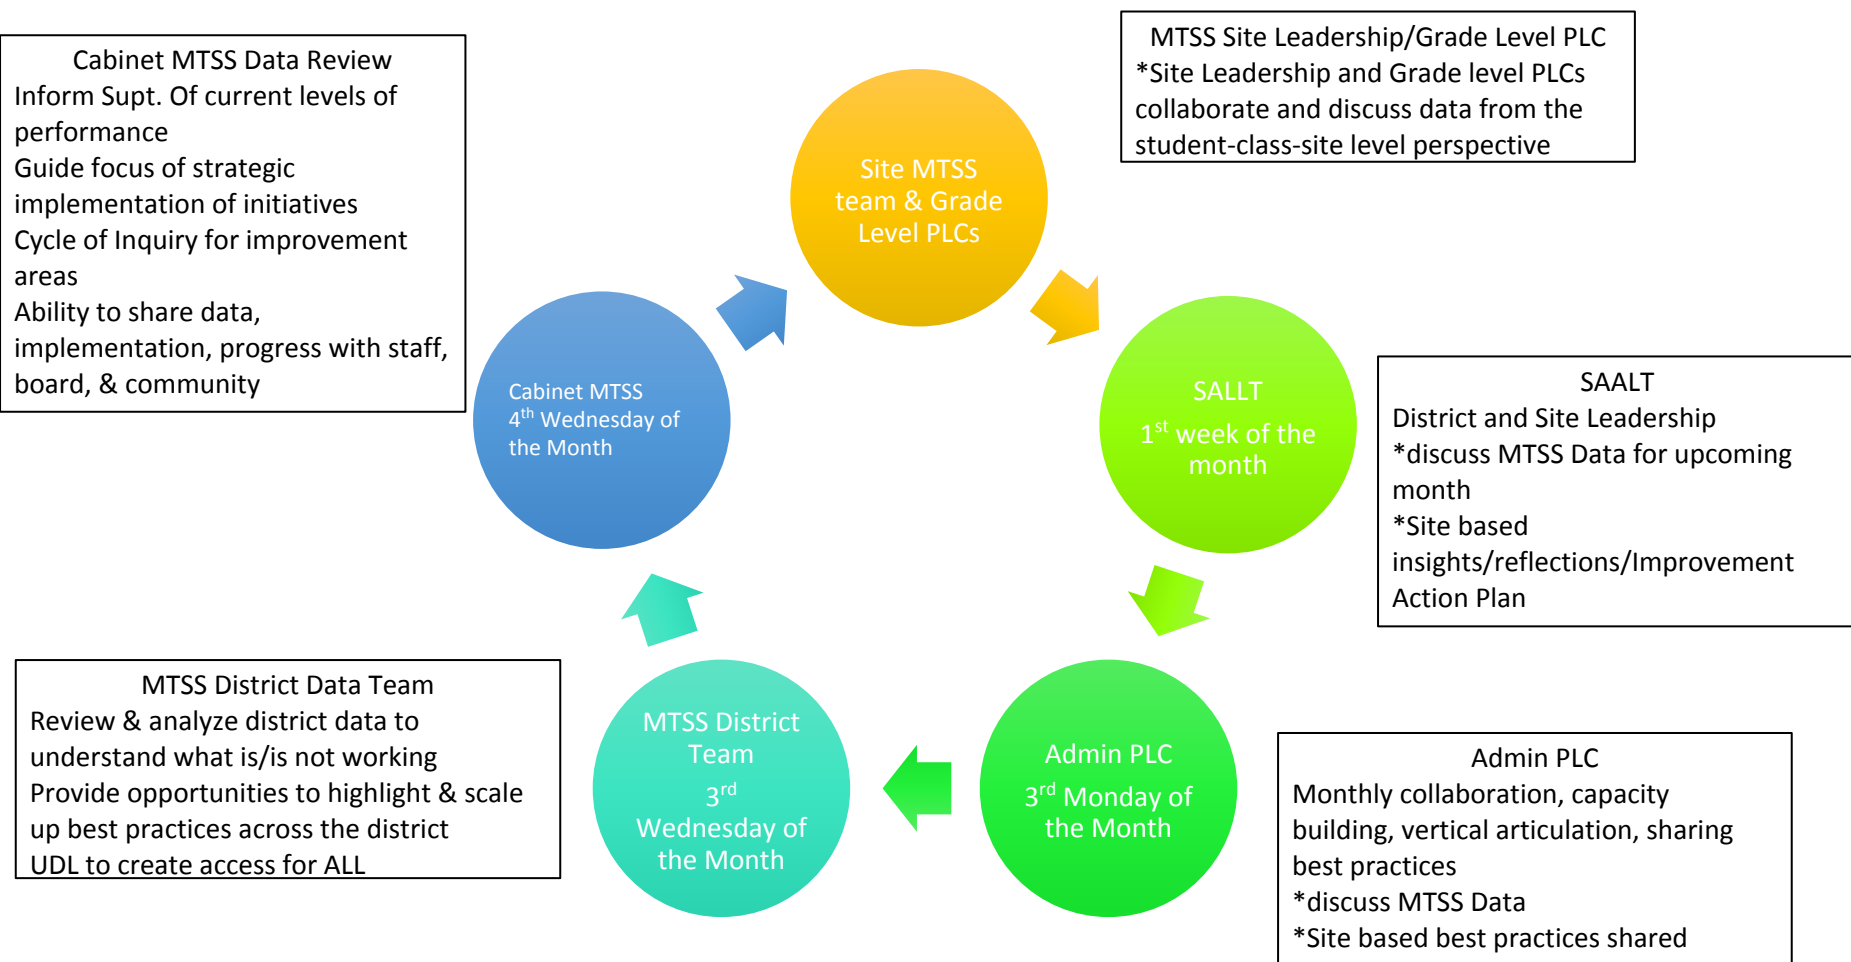 Cabinet MTSS Data Review
Inform Supt. Of current levels of
performance
Guide focus of strategic
implementation of initiatives
Cycle of Inquiry for improvement
areas
Ability to share data,
implementation, progress with staff,
board, & community
Site MTSS
team & Grade
Level PLCs
MTSS Site Leadership/Grade Level PLC
*Site Leadership and Grade level PLCs
collaborate and discuss data from the
student-class-site level perspective
Cabinet MTSS
4th Wednesday of
the Month
SALLT
1st week of the
month
SAALT
District and Site Leadership
*discuss MTSS Data for upcoming
month
*Site based
insights/reflections/Improvement
Action Plan
MTSS District Data Team
Review & analyze district data to
understand what is/is not working
Provide opportunities to highlight & scale
up best practices across the district
UDL to create access for ALL
MTSS District
Team
3rd
Wednesday of
the Month
Admin PLC
3rd Monday of
the Month
Admin PLC
Monthly collaboration, capacity
building, vertical articulation, sharing
best practices
*discuss MTSS Data
*Site based best practices shared